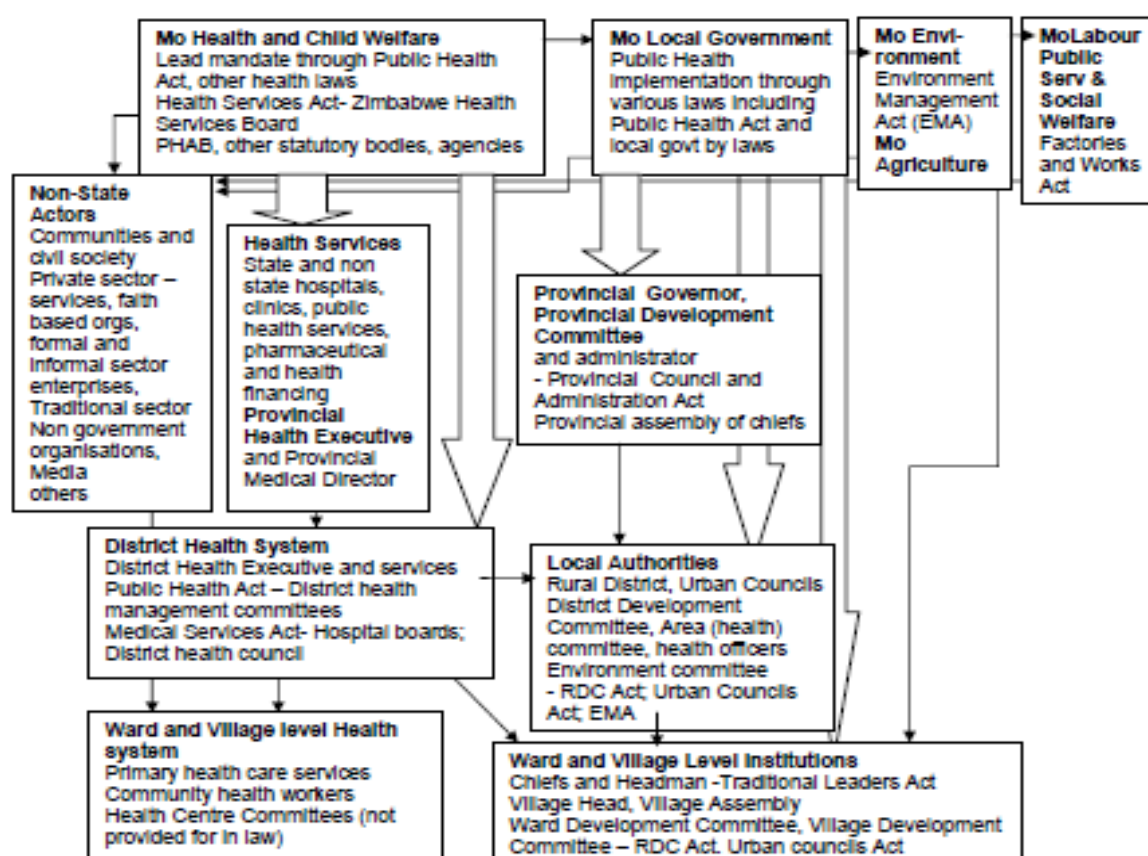 Mo Health and Child Welfare
Lead mandate through Public Health
Act, other health laws
Health Services Act- Zimbabwe Health
Services Board
PHAB, other statutory bodies, agencies
Mo Local Government
Public Health
Implementation through
various laws including
Public Health Act and
local govt by laws
Mo Envi-
ronment
Environment
Management
Act (EMA)
Mo
Agriculture
MoLabour
Public
Serv &
Social
Welfare
Factories
and Works
Act
Non-State
Actors
Communities and
civil society
Private sector –
services, faith
based orgs,
formal and
informal sector
enterprises,
Traditional sector
Non government
organisations,
Media
others
Health Services
State and non
state hospitals,
clinics, public
health services,
pharmaceutical
and health
financing
Provincial
Health Executive
and Provincial
Medical Director
Provincial Governor,
Provincial Development
Committee
and administrator
- Provincial Council and
Administration Act
Provincial assembly of chiefs
District Health System
District Health Executive and services
Public Health Act – District health
management committees
Medical Services Act- Hospital boards;
District health council
Local Authorities
Rural District, Urban Councils
District Development
Committee, Area (health)
committee, health officers
Environment committee
- RDC Act; Urban Councils
Act; EMA
Ward and Village level Health
system
Primary health care services
Community health workers
Health Centre Committees (not
provided for in law)
Ward and Village Level Institutions
Chiefs and Headman -Traditional Leaders Act
Village Head, Village Assembly
Ward Development Committee, Village Development
Committee – RDC Act. Urban councils Act